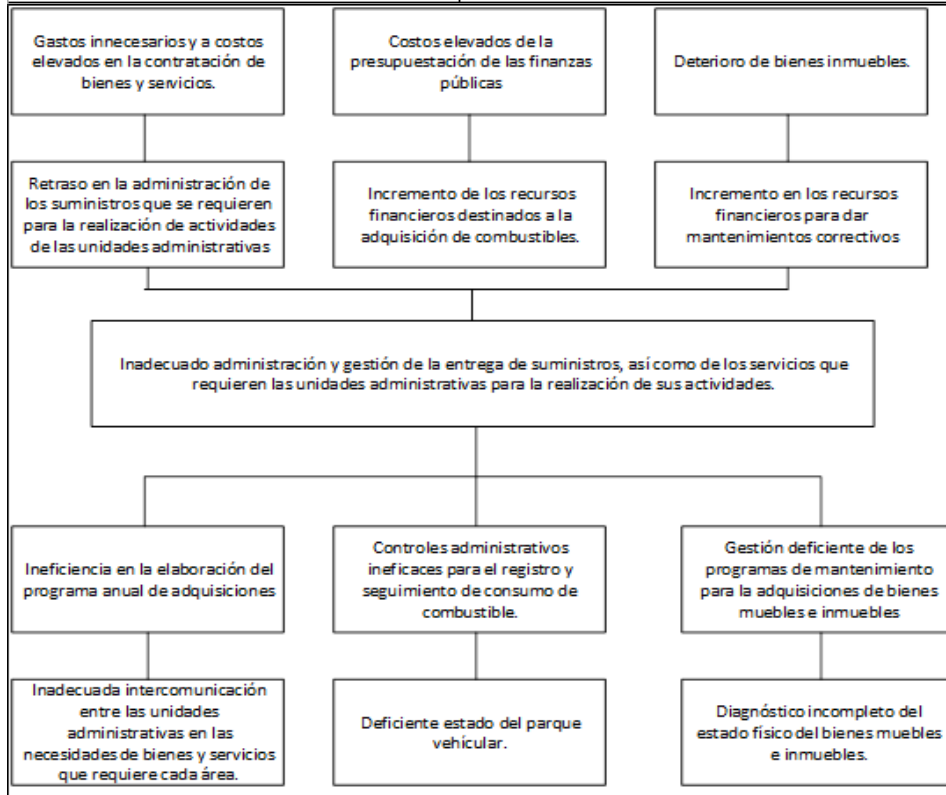 Gastos innecesarios y a costos
elevados en la contratación de
bienes y servicios.
Costos elevados de la
presupuestación de las finanzas
públicas
Deterioro de bienes inmuebles.
Retraso en la administración de
los suministros que se requieren
para la realización de actividades
de las unidades administrativas
Incremento de los recursos
financieros destinados a la
adquisición de combustibles.
Incremento en los recursos
financieros para dar
mantenimientos correctivos
Inadecuado administración y gestión de la entrega de suministros, así como de los servicios que
requieren las unidades administrativas para la realización de sus actividades.
Ineficiencia en la elaboración del
programa anual de adquisiciones
Controles administrativos
ineficaces para el registro y
seguimiento de consumo de
combustible.
Gestión deficiente de los
programas de mantenimiento
para la adquisiciones de bienes
muebles e inmuebles
Inadecuada intercomunicación
entre las unidades
administrativas en las
necesidades de bienes y servicios
que requiere cada área.
Deficiente estado del parque
vehícular.
Diagnóstico incompleto del
estado físico del bienes muebles
e inmuebles.